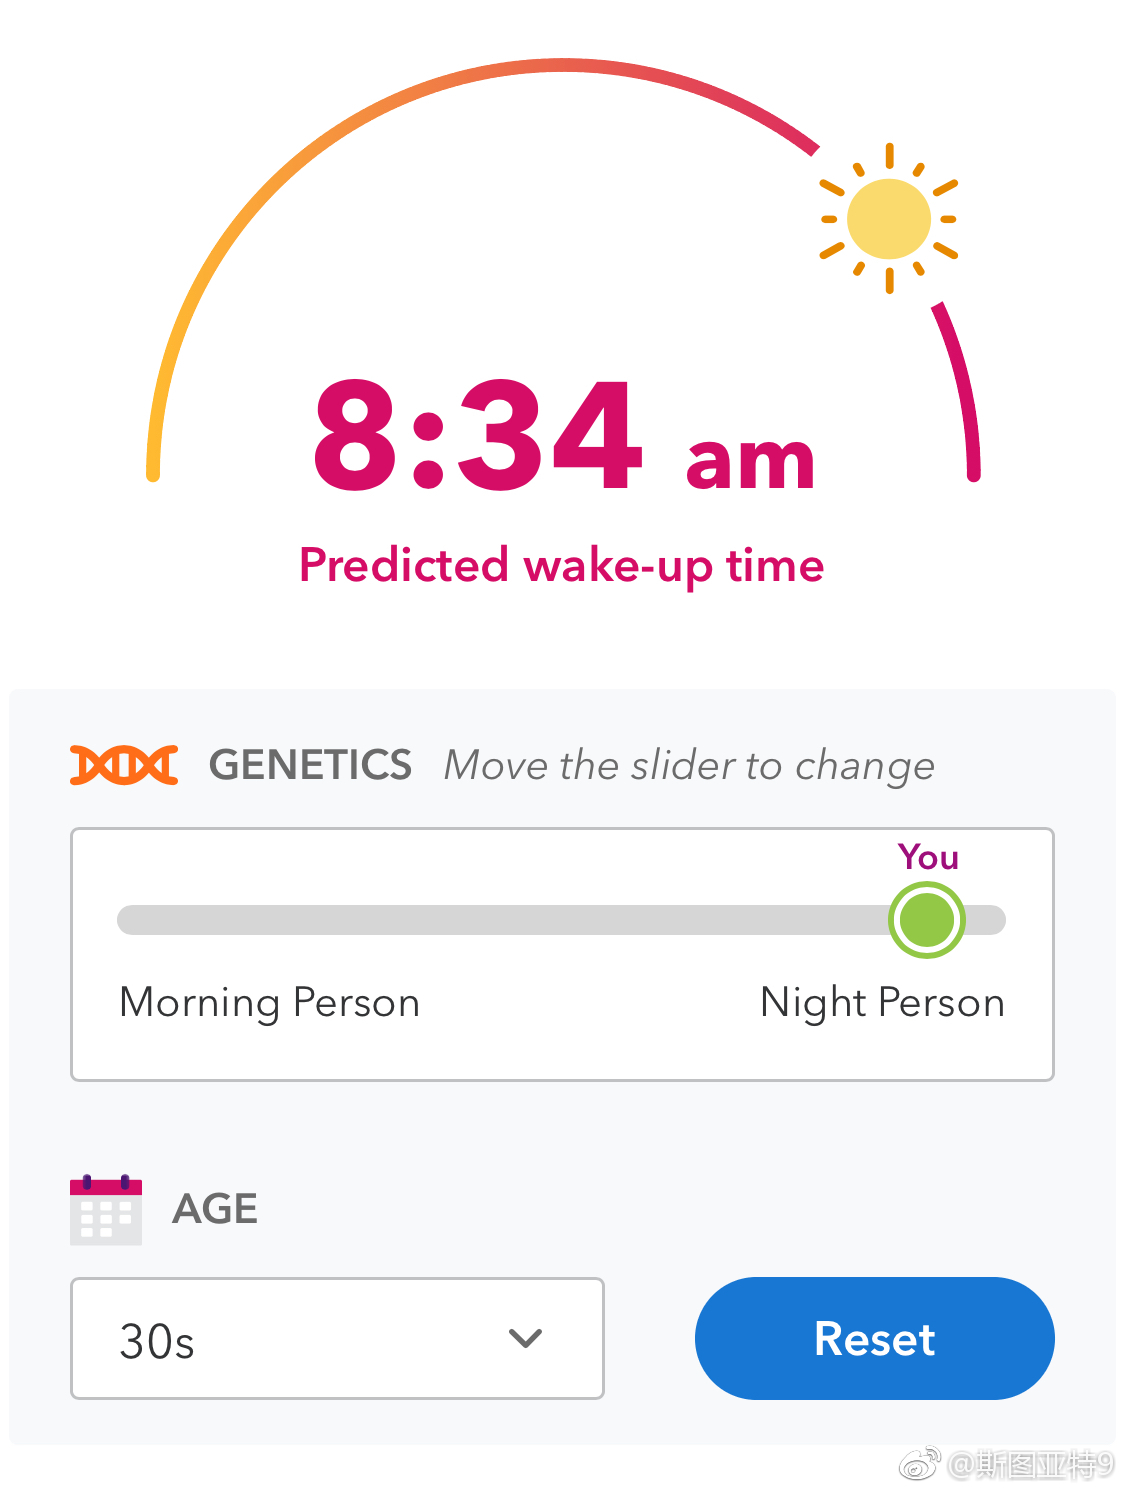 8:34 am
Predicted wake-up time
GENETICS Move the slider to change
You
Morning Person Night Person
AGE
30s
Reset
@斯图亚特9